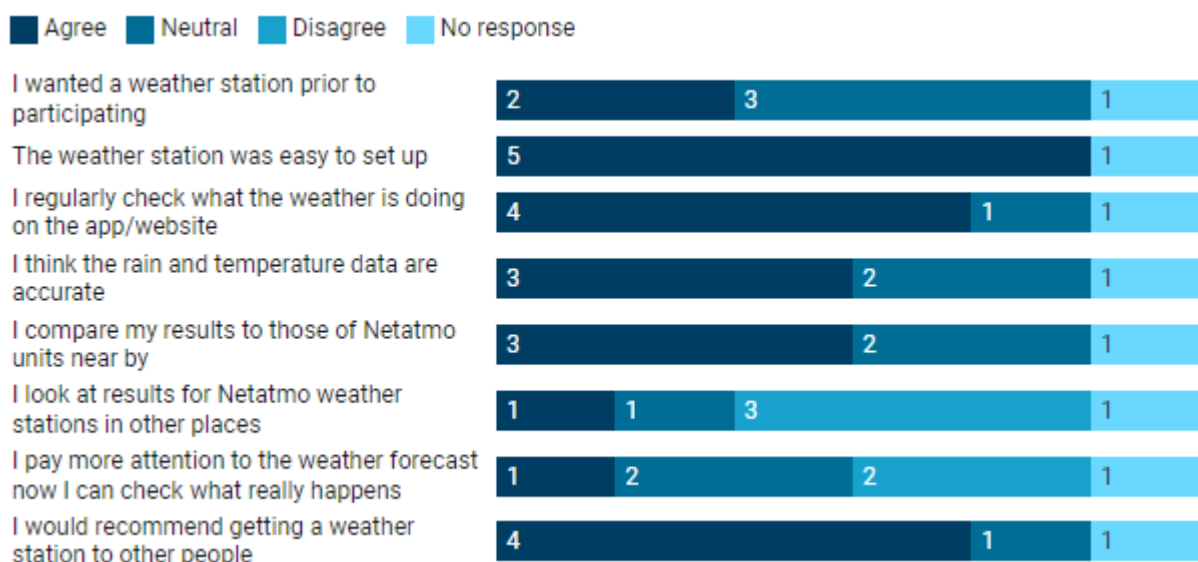 Agree Neutral Disagree No response
I wanted a weather station prior to
participating
2 3 1
The weather station was easy to set up
5 1
I regularly check what the weather is doing
on the app/website
4 1 1
I think the rain and temperature data are
accurate
3 2 1
I compare my results to those of Netatmo
units near by
3 2 1
I look at results for Netatmo weather
stations in other places
1 1 3 1
I pay more attention to the weather forecast
now I can check what really happens
1 2 2 1
I would recommend getting a weather
station to other people
4 1 1